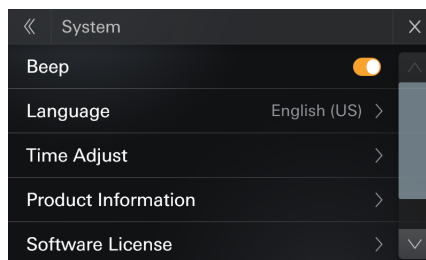 System
Beep
Language
English (US)
Time Adjust
Product Information
Software License